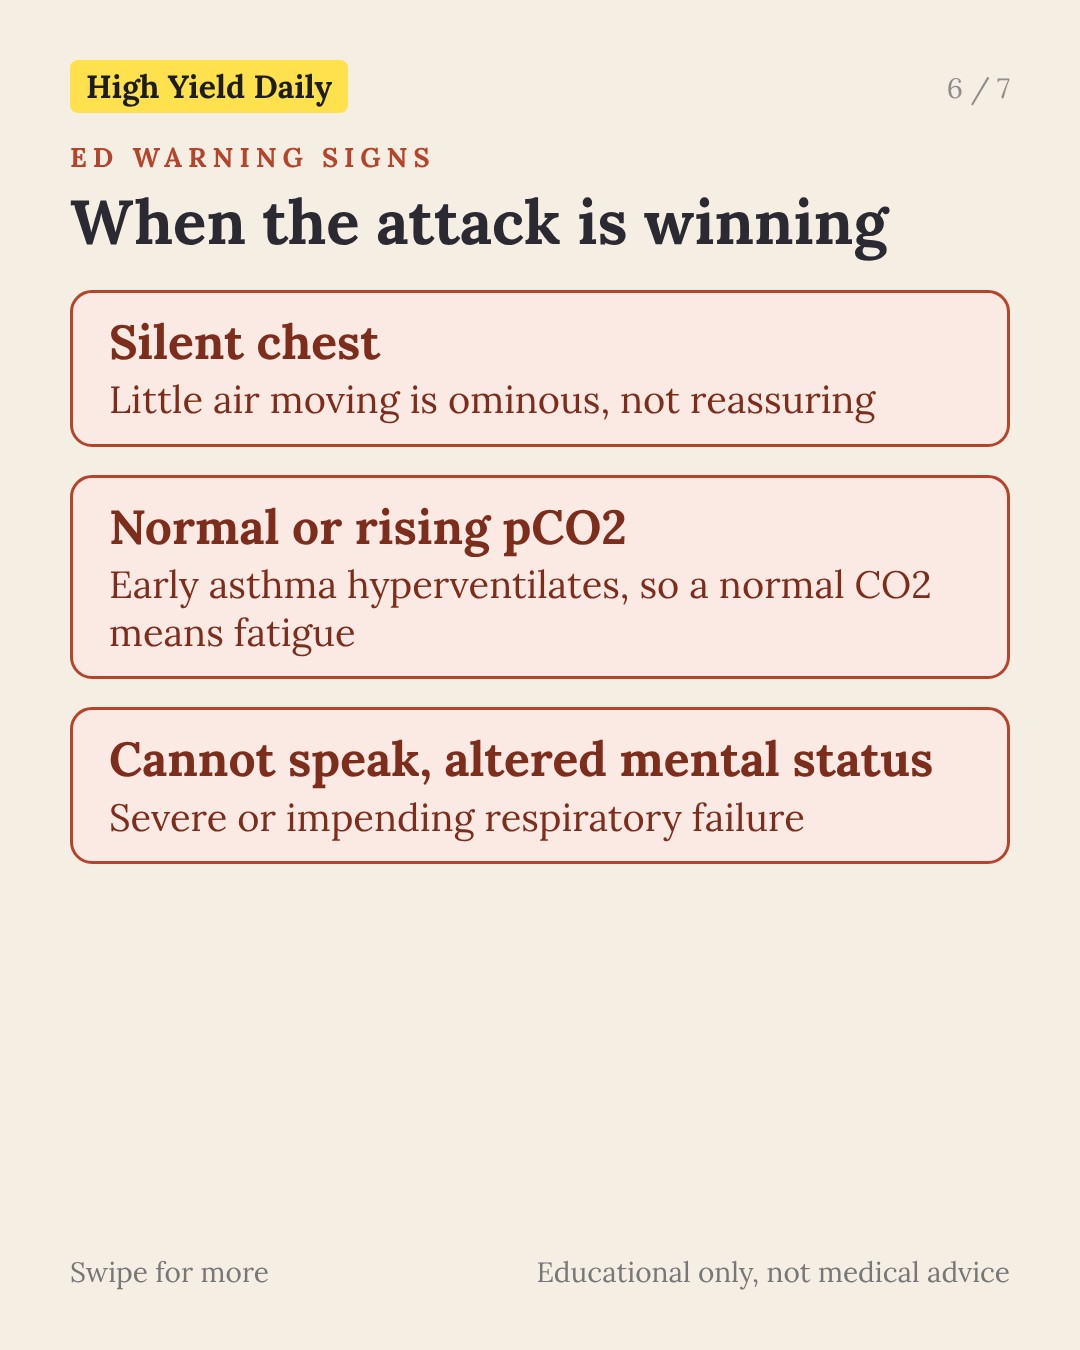 High Yield Daily
6 / 7
ED WARNING SIGNS
When the attack is winning
Silent chest
Little air moving is ominous, not reassuring
Normal or rising pCO2
Early asthma hyperventilates, so a normal CO2
means fatigue
Cannot speak, altered mental status
Severe or impending respiratory failure
Swipe for more
Educational only, not medical advice